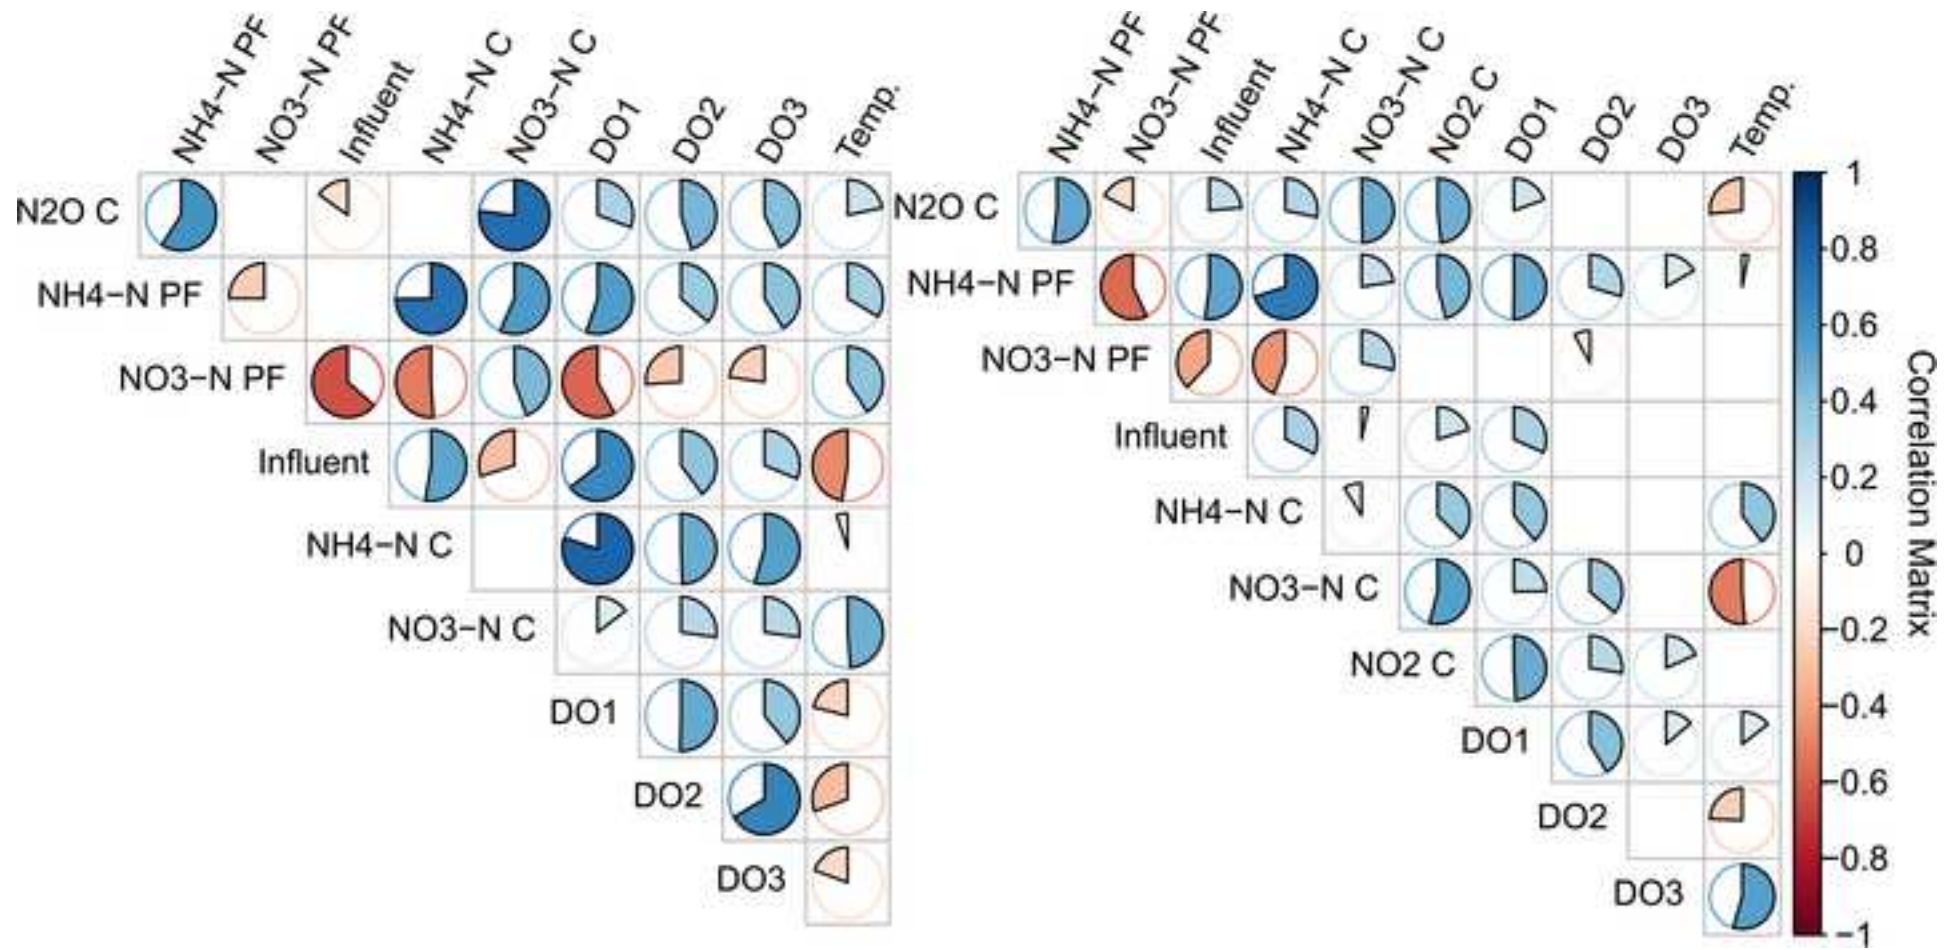 NH4−N PF
NO3−N PF
Influent
NH4−N C
NO3−N C
DO1
DO2
DO3
Temp.
N2O C
NH4−N PF
NO3−N PF
Influent
NH4−N C
NO3−N C
DO1
DO2
DO3
NH4−N PF
NO3−N PF
Influent
NH4−N C
NO3−N C
NO2 C
DO1
DO2
DO3
Temp.
N2O C
NH4−N PF
NO3−N PF
Influent
NH4−N C
NO3−N C
NO2 C
DO1
DO2
DO3
1
0.8
0.6
0.4
0.2
0
−0.2
−0.4
−0.6
−0.8
−1
Correlation Matrix